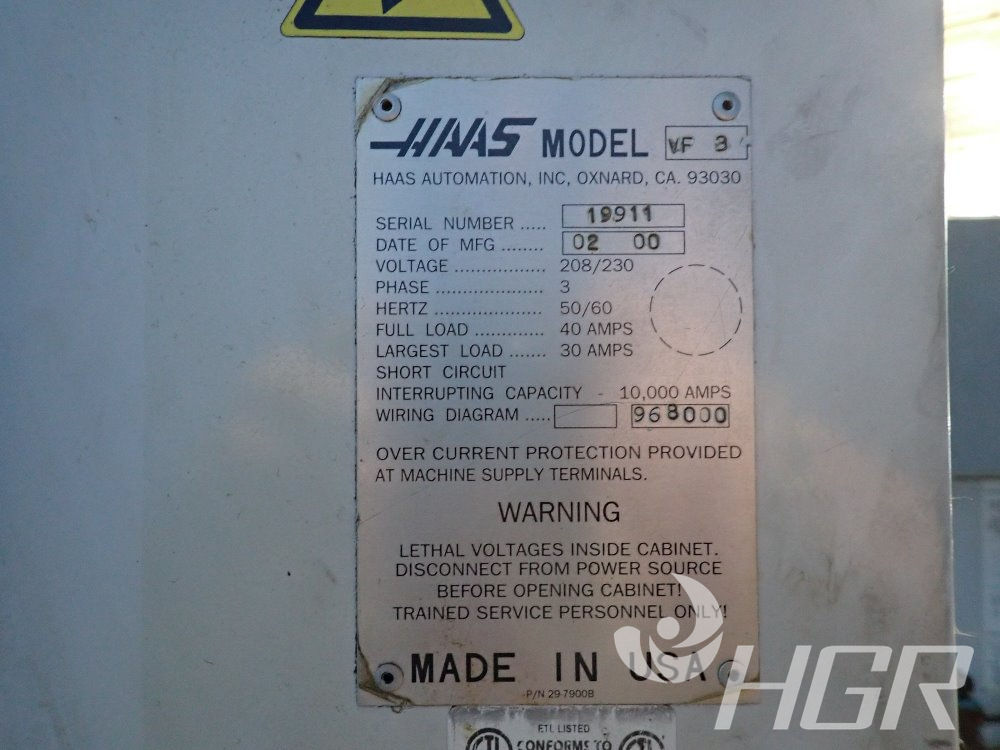 HAAS MODEL VF 3
HAAS AUTOMATION, INC, OXNARD, CA. 93030
SERIAL NUMBER ..... 19911
DATE OF MFG ........ 02 00
VOLTAGE ................. 208/230
PHASE .................... 3
HERTZ .................... 50/60
FULL LOAD ............. 40 AMPS
LARGEST LOAD ....... 30 AMPS
SHORT CIRCUIT
INTERRUPTING CAPACITY - 10,000 AMPS
WIRING DIAGRAM ..... 968000
OVER CURRENT PROTECTION PROVIDED
AT MACHINE SUPPLY TERMINALS.
WARNING
LETHAL VOLTAGES INSIDE CABINET.
DISCONNECT FROM POWER SOURCE
BEFORE OPENING CABINET!
TRAINED SERVICE PERSONNEL ONLY!
MADE IN USA
P/N 29-7900B
HGR
ETL LISTED
CONFORMS TO